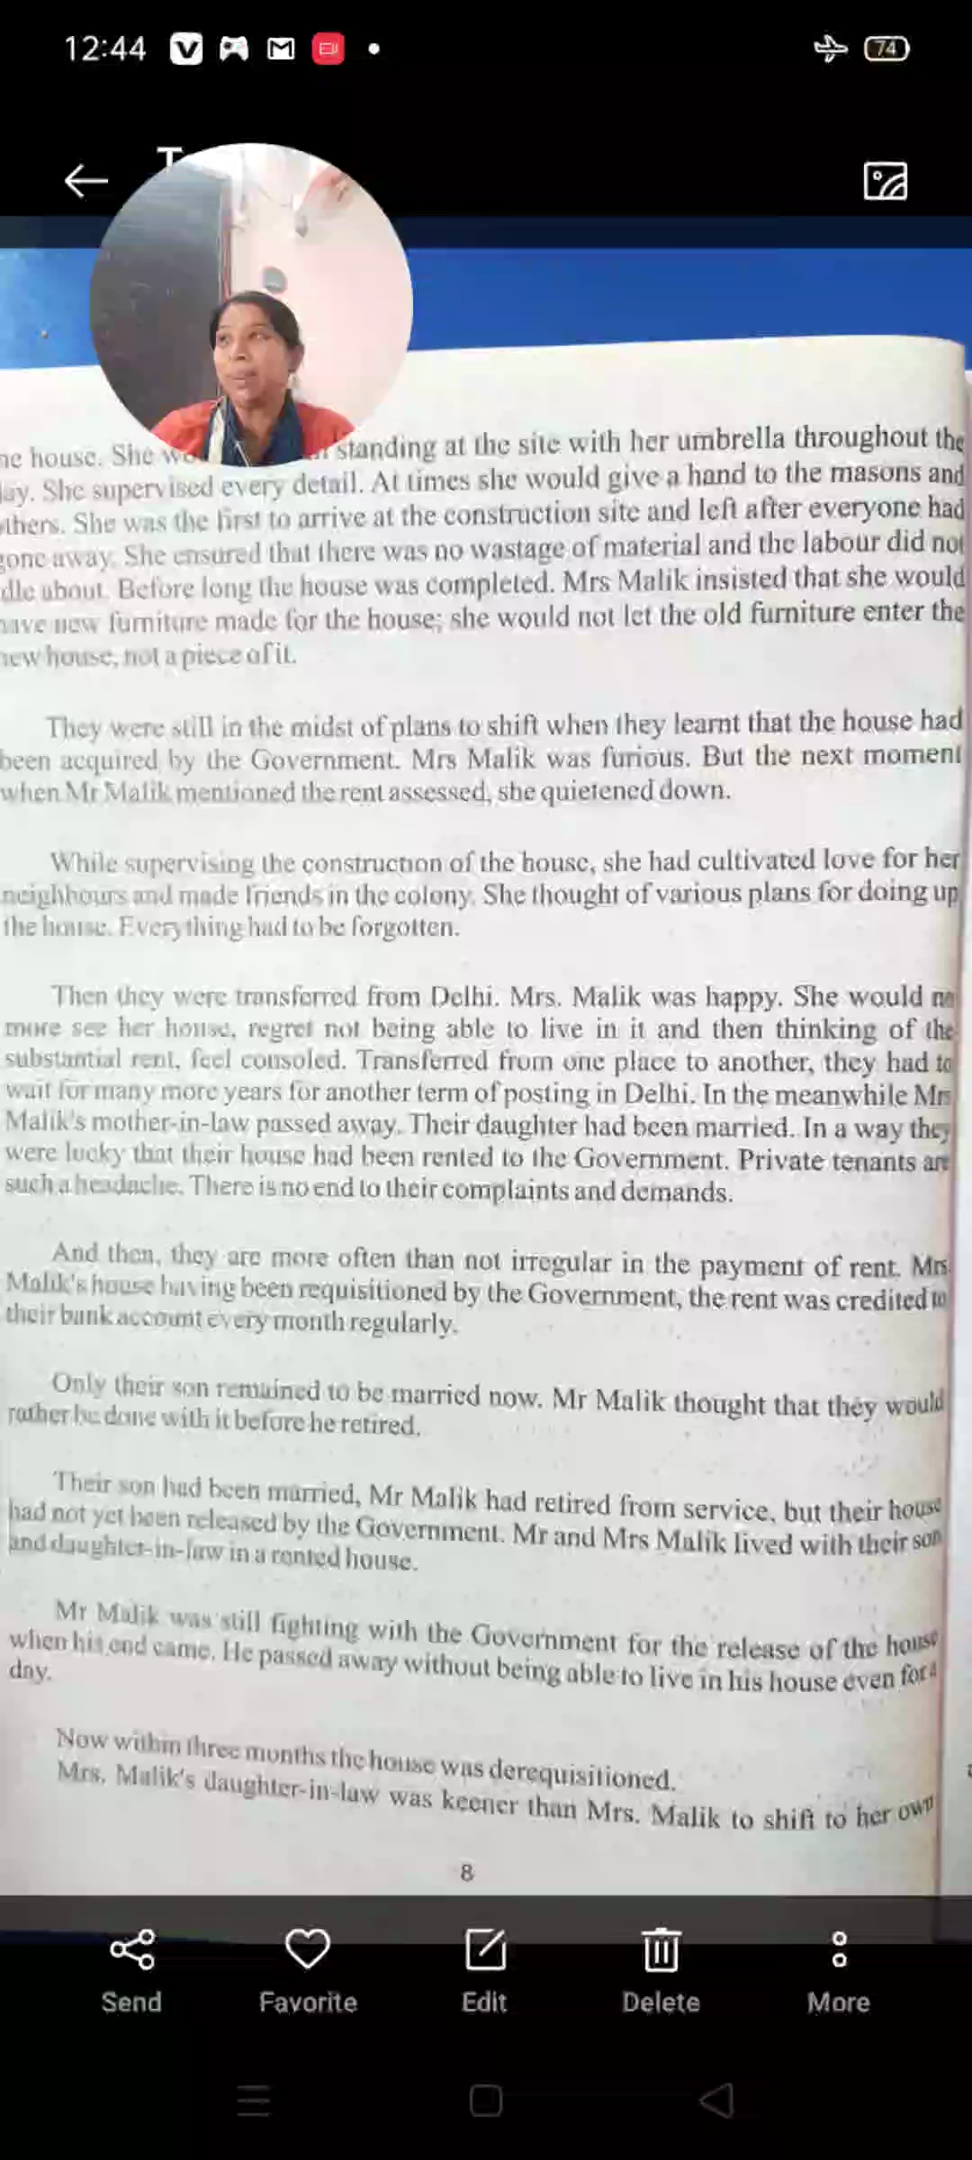 12:44
74
T
he house. She standing at the site with her umbrella throughout the
ay. She supervised every detail. At times she would give a hand to the masons and
thers. She was the first to arrive at the construction site and left after everyone had
gone away. She ensured that there was no wastage of material and the labour did not
dle about. Before long the house was completed. Mrs Malik insisted that she would
have new furniture made for the house; she would not let the old furniture enter the
new house, not a piece of it.
They were still in the midst of plans to shift when they learnt that the house had
been acquired by the Government. Mrs Malik was furious. But the next moment
when Mr Malik mentioned the rent assessed, she quietened down.
While supervising the construction of the house, she had cultivated love for her
neighbours and made friends in the colony. She thought of various plans for doing up
the house. Everything had to be forgotten.
Then they were transferred from Delhi. Mrs. Malik was happy. She would no
more see her house, regret not being able to live in it and then thinking of the
substantial rent, feel consoled. Transferred from one place to another, they had to
wait for many more years for another term of posting in Delhi. In the meanwhile Mrs
Malik's mother-in-law passed away. Their daughter had been married. In a way they
were lucky that their house had been rented to the Government. Private tenants are
such a headache. There is no end to their complaints and demands.
And then, they are more often than not irregular in the payment of rent. Mrs
Malik's house having been requisitioned by the Government, the rent was credited to
their bank account every month regularly.
Only their son remained to be married now. Mr Malik thought that they would
rather be done with it before he retired.
Their son had been married, Mr Malik had retired from service, but their house
had not yet been released by the Government. Mr and Mrs Malik lived with their son
and daughter-in-law in a rented house.
Mr Malik was still fighting with the Government for the release of the house
when his end came. He passed away without being able to live in his house even for a
day.
Now within three months the house was derequisitioned.
Mrs. Malik's daughter-in-law was keener than Mrs. Malik to shift to her own
8
Send Favorite Edit Delete More